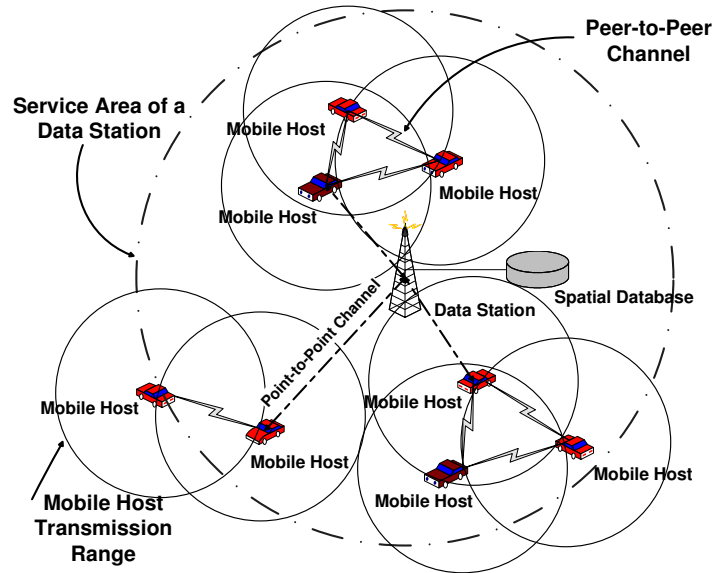 Peer-to-Peer
Channel
Service Area of a
Data Station
Mobile Host
Mobile Host
Mobile Host
Point-to-Point Channel
Data Station
Spatial Database
Mobile Host
Mobile Host
Mobile Host
Mobile Host
Mobile Host
Mobile Host
Transmission
Range